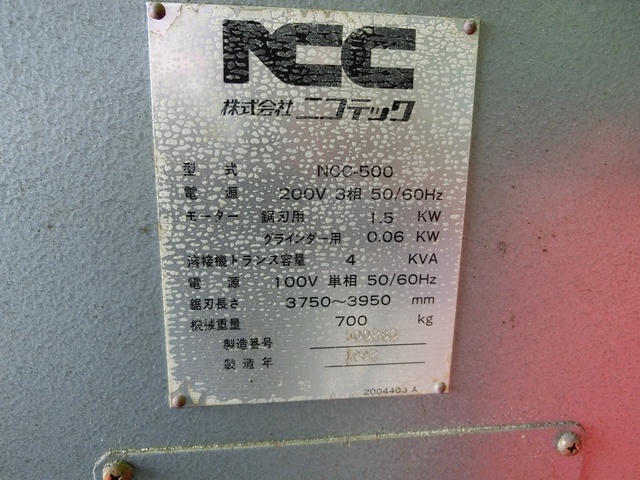 NCC
株式会社 ニコテック
型式 NCC-500
電源 200V 3相 50/60Hz
モーター 鋸刃用 1.5 KW
グラインダー用 0.06 KW
溶接機トランス容量 4 KVA
電源 100V 単相 50/60Hz
鋸刃長さ 3750～3950 mm
機械重量 700 kg
製造番号
製造年
2004403 A